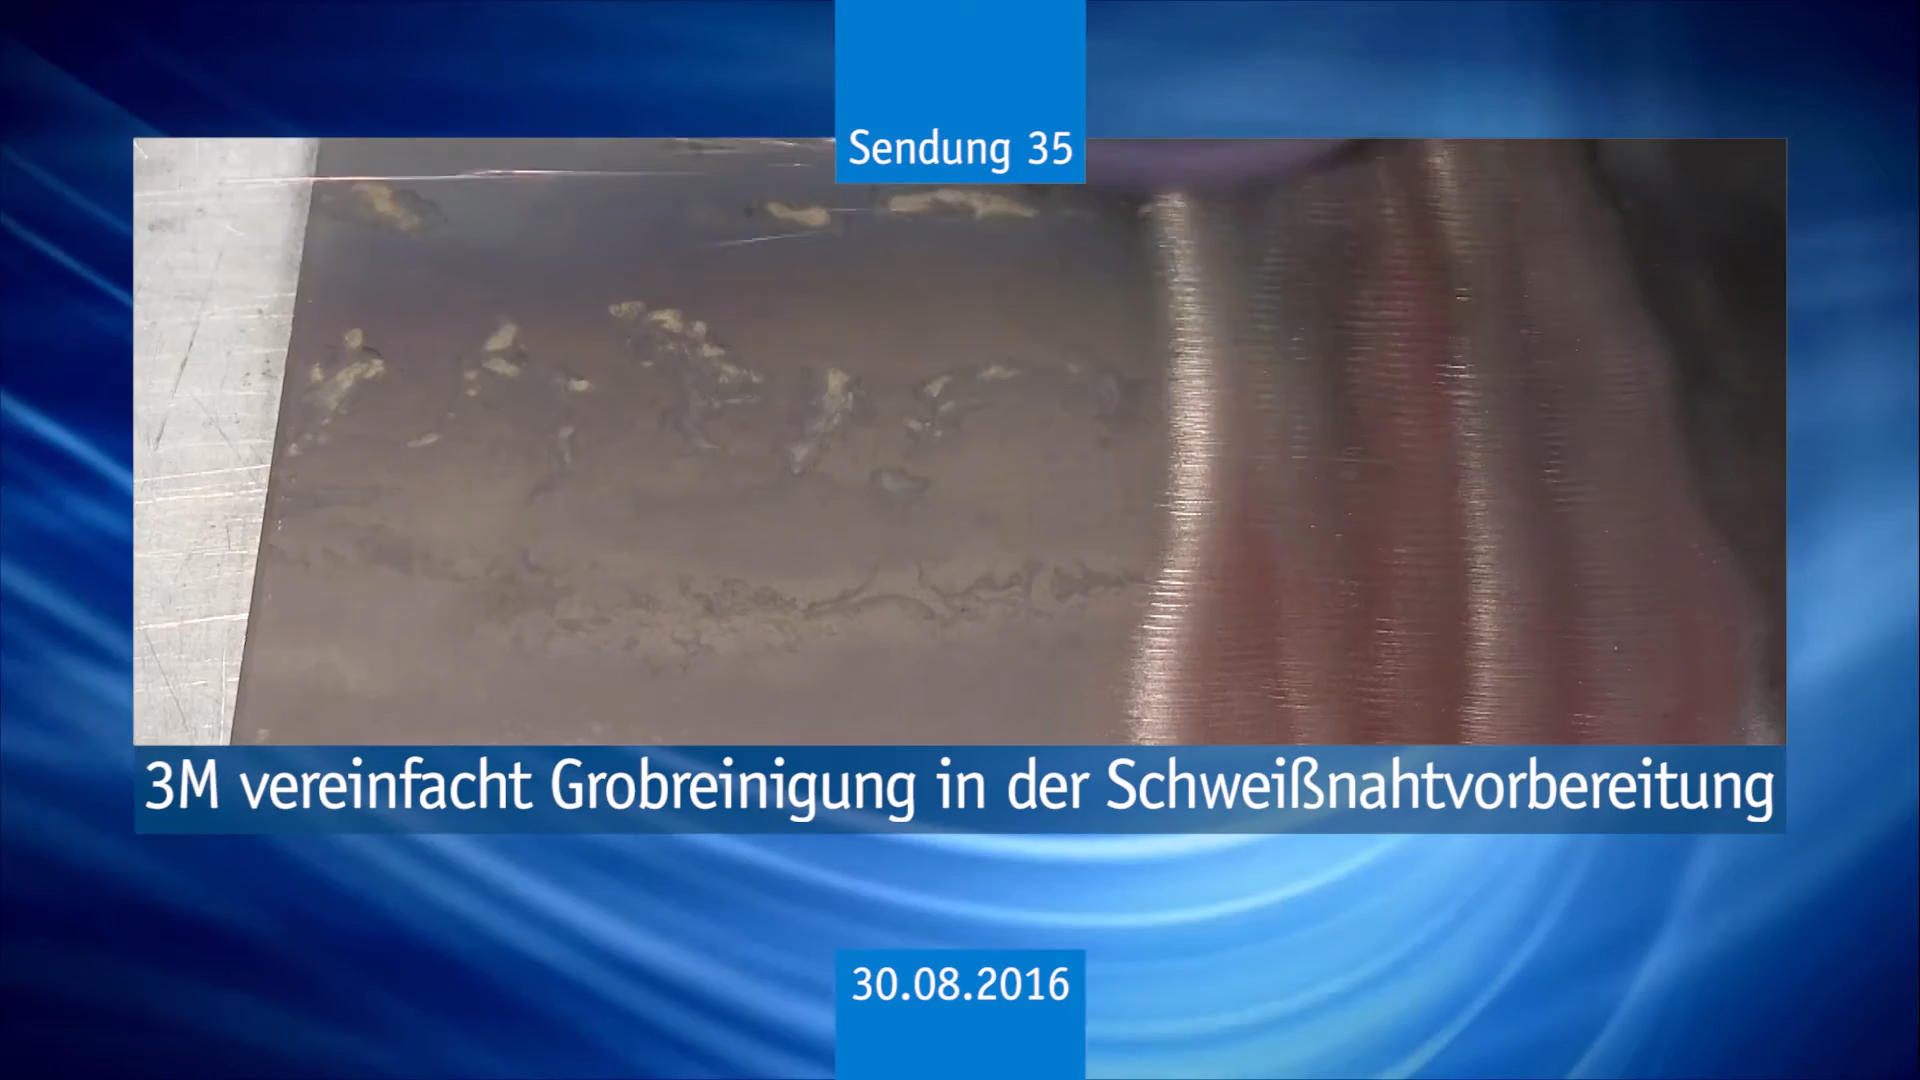 Sendung 35
3M vereinfacht Grobreinigung in der Schweißnahtvorbereitung
30.08.2016